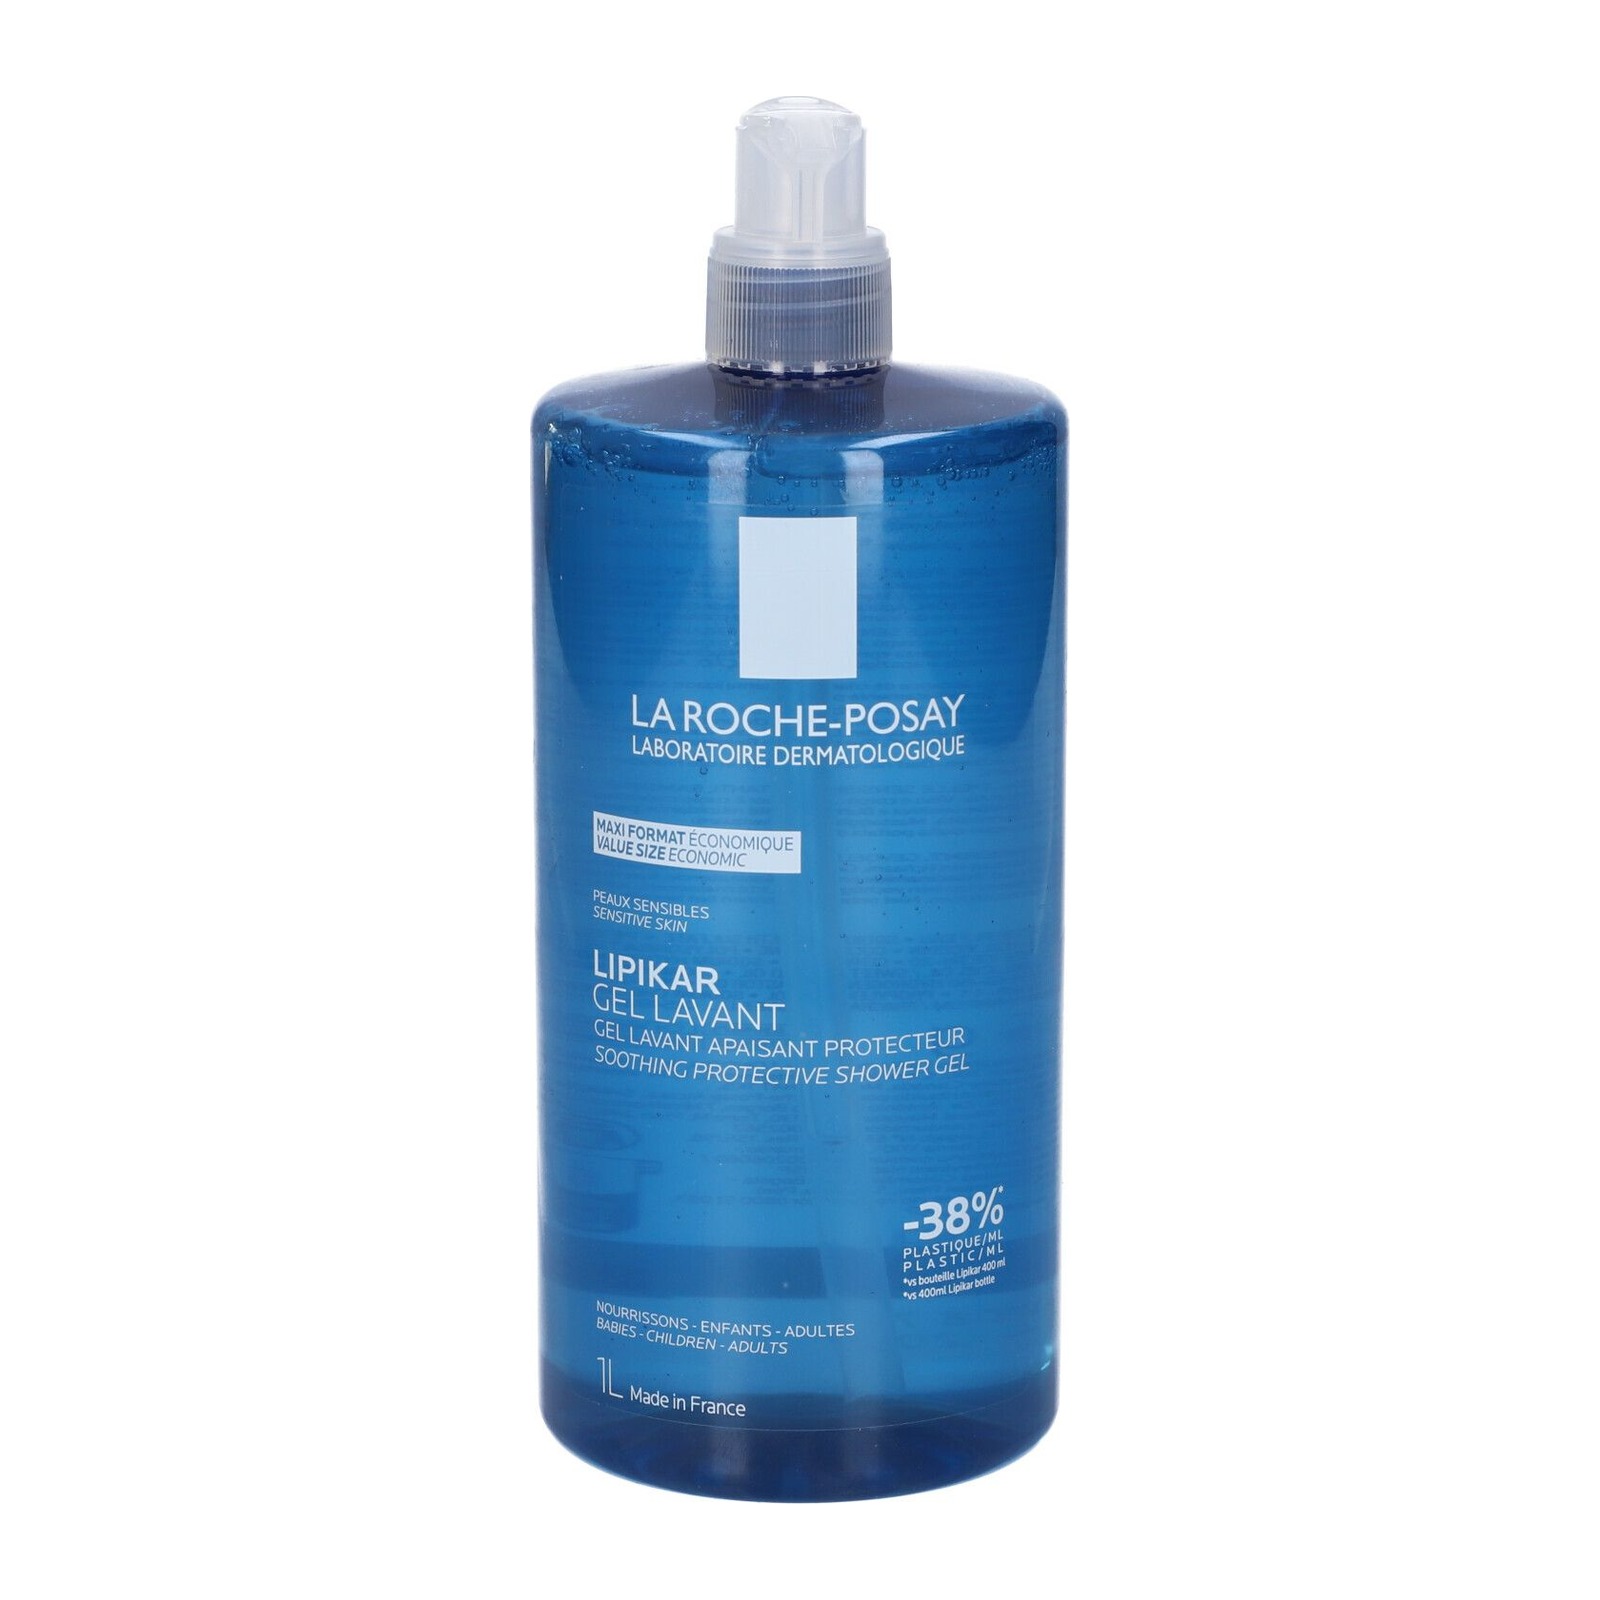 LA ROCHE-POSAY
LABORATOIRE DERMATOLOGIQUE
MAXI FORMAT ÉCONOMIQUE
VALUE SIZE ECONOMIC
PEAUX SENSIBLES
SENSITIVE SKIN
LIPIKAR
GEL LAVANT
GEL LAVANT APAISANT PROTECTEUR
SOOTHING PROTECTIVE SHOWER GEL
-38%*
PLASTIQUE/ML
PLASTIC/ML
*vs bouteille Lipikar 400 ml
*vs 400ml Lipikar bottle
NOURRISSONS - ENFANTS - ADULTES
BABIES - CHILDREN - ADULTS
1L Made in France